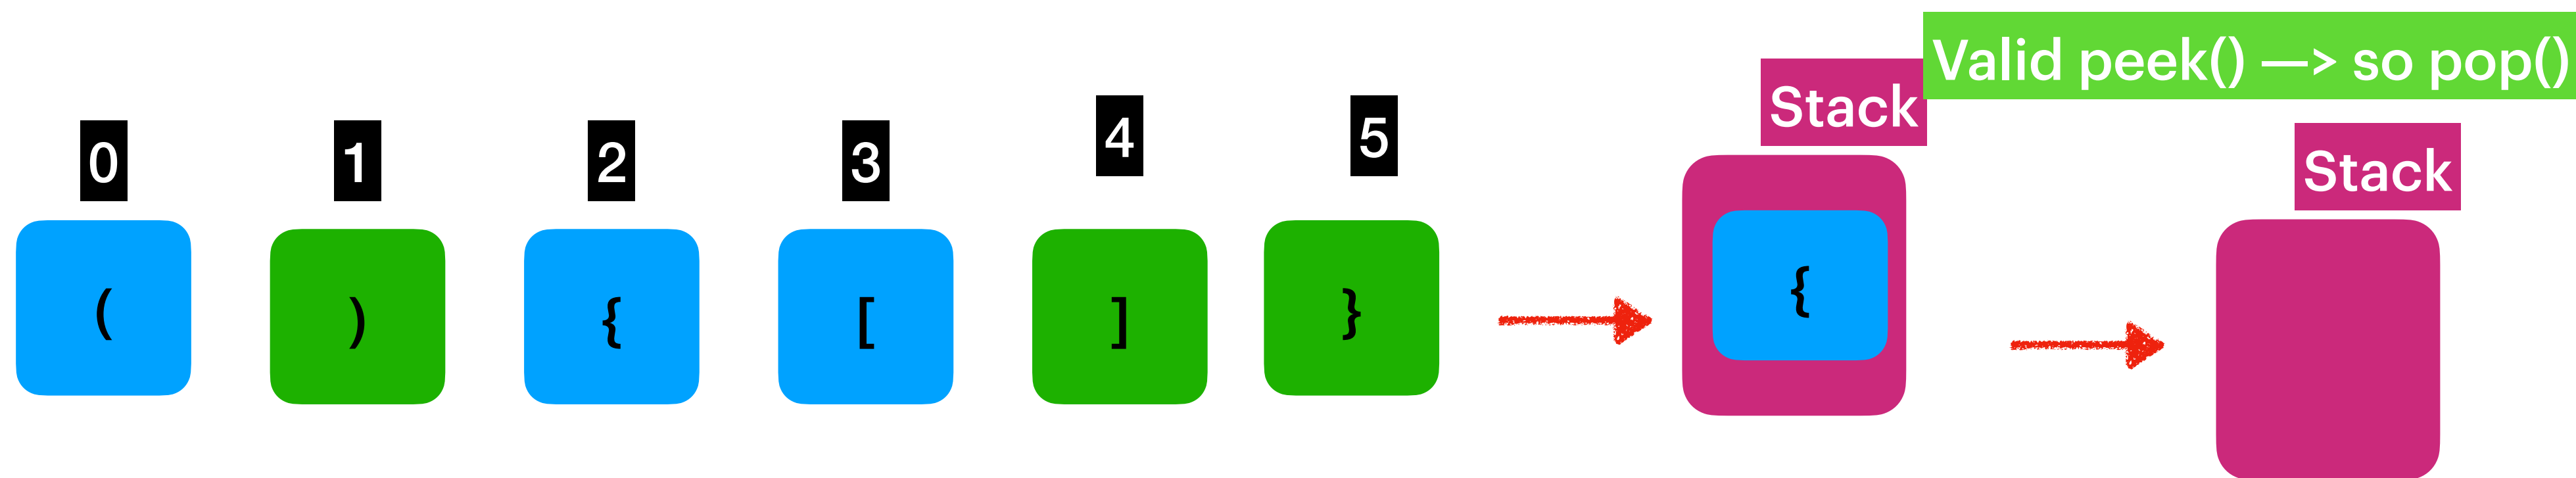 Valid peek() —> so pop()
Stack
Stack
0 1 2 3 4 5
( ) { [ ] }
{